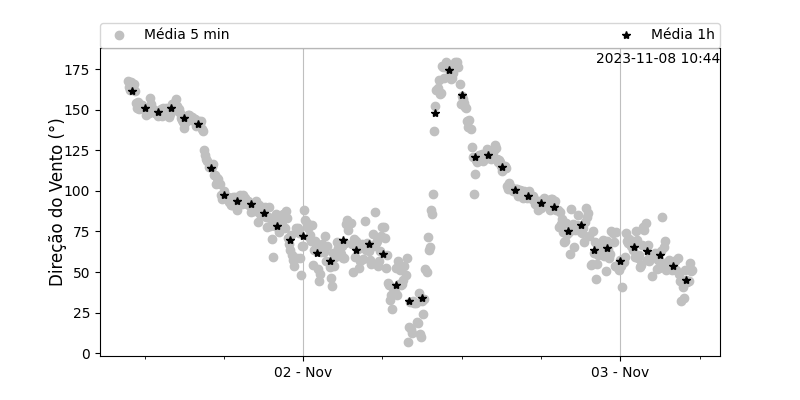 Média 5 min
Média 1h
2023-11-08 10:44
175
150
125
100
75
50
25
0
Direção do Vento (°)
02 - Nov
03 - Nov